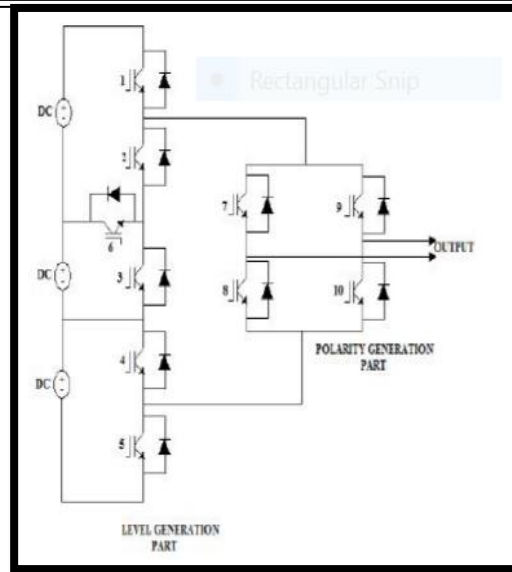 Rectangular Snip
1
DC
2
7
9
6
OUTPUT
DC
3
8
10
POLARITY GENERATION
PART
4
DC
5
LEVEL GENERATION
PART